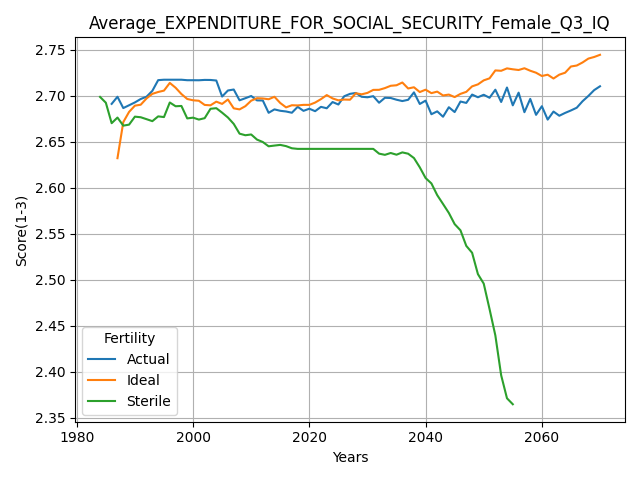 Average_EXPENDITURE_FOR_SOCIAL_SECURITY_Female_Q3_IQ
2.75
2.70
2.65
2.60
2.55
2.50
2.45
2.40
2.35
Score(1-3)
Fertility
Actual
Ideal
Sterile
1980 2000 2020 2040 2060
Years